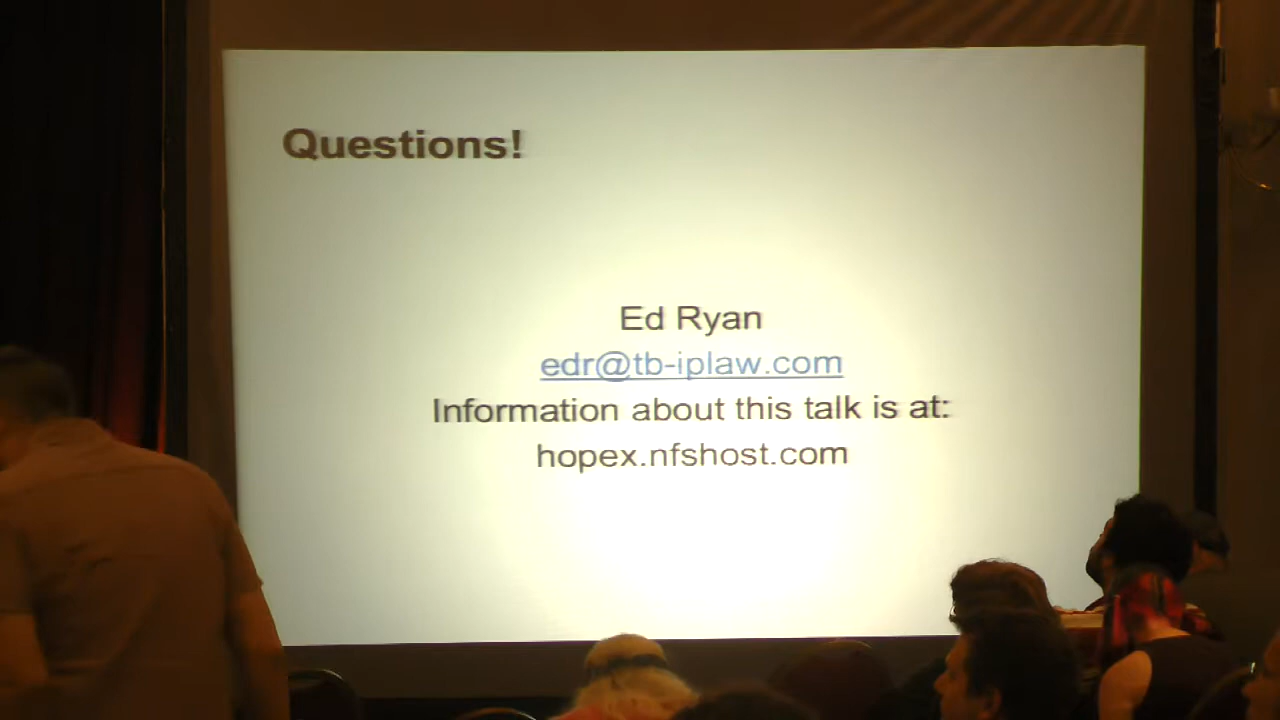 Questions!
Ed Ryan
edr@tb-iplaw.com
Information about this talk is at:
hopex.nfshost.com